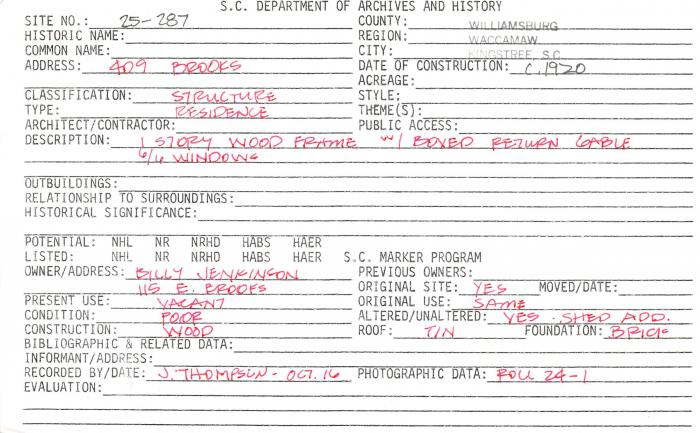 S.C. DEPARTMENT OF ARCHIVES AND HISTORY
SITE NO.: 25-287 COUNTY: WILLIAMSBURG
HISTORIC NAME: REGION: WACCAMAW
COMMON NAME: CITY: KINGSTREE, S.C.
ADDRESS: 409 BROOKS DATE OF CONSTRUCTION: C.1920
ACREAGE:
CLASSIFICATION: STRUCTURE STYLE:
TYPE: RESIDENCE THEME(S):
ARCHITECT/CONTRACTOR: PUBLIC ACCESS:
DESCRIPTION: 1 STORY WOOD FRAME W/ BOXED RETURN GABLE
6/6 WINDOWS
OUTBUILDINGS:
RELATIONSHIP TO SURROUNDINGS:
HISTORICAL SIGNIFICANCE:
POTENTIAL: NHL NR NRHD HABS HAER
LISTED: NHL NR NRHD HABS HAER S.C. MARKER PROGRAM
OWNER/ADDRESS: BILLY JENKINSON PREVIOUS OWNERS:
115 E. BROOKS ORIGINAL SITE: YES MOVED/DATE:
PRESENT USE: VACANT ORIGINAL USE: SAME
CONDITION: POOR ALTERED/UNALTERED: YES - SHED ADD.
CONSTRUCTION: WOOD ROOF: TIN FOUNDATION: BRICK
BIBLIOGRAPHIC & RELATED DATA:
INFORMANT/ADDRESS:
RECORDED BY/DATE: J. THOMPSON - OCT. 16 PHOTOGRAPHIC DATA: ROLL 24-1
EVALUATION: